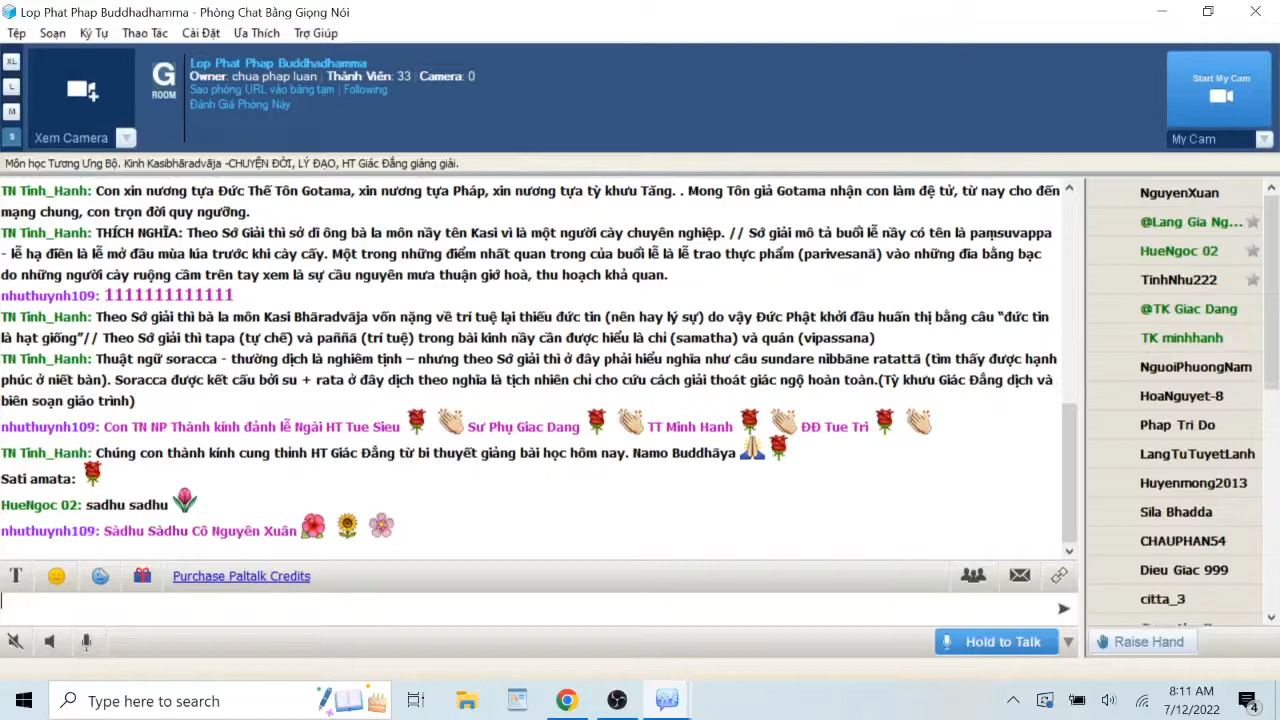 Lop Phat Phap Buddhadhamma - Phòng Chat Bằng Giọng Nói
Tệp Soạn Ký Tự Thao Tác Cài Đặt Ưa Thích Trợ Giúp
XL
L
M
S
Xem Camera
G
ROOM
Lop Phat Phap Buddhadhamma
Owner: chua phap luan | Thành Viên: 33 | Camera: 0
Sao phòng URL vào bảng tạm | Following
Đánh Giá Phòng Này
Start My Cam
My Cam
Môn học Tương Ưng Bộ. Kinh Kasibhāradvāja -CHUYỆN ĐỜI, LÝ ĐẠO, HT Giác Đẳng giảng giải.
TN Tinh_Hanh: Con xin nương tựa Đức Thế Tôn Gotama, xin nương tựa Pháp, xin nương tựa tỳ khưu Tăng. . Mong Tôn giả Gotama nhận con làm đệ tử, từ nay cho đến
mạng chung, con trọn đời quy ngưỡng.
TN Tinh_Hanh: THÍCH NGHĨA: Theo Sớ Giải thì sở dĩ ông bà la môn nầy tên Kasi vì là một người cày chuyên nghiệp. // Sớ giải mô tả buổi lễ nầy có tên là paṃsuvappa
- lễ hạ điền là lễ mở đầu mùa lúa trước khi cày cấy. Một trong những điểm nhất quan trong của buổi lễ là lễ trao thực phẩm (parivesanā) vào những dĩa bằng bạc
do những người cày ruộng cầm trên tay xem là sự cầu nguyên mưa thuận giớ hoà, thu hoạch khả quan.
nhuthuynh109: 1111111111111
TN Tinh_Hanh: Theo Sớ giải thì bà la môn Kasi Bhāradvāja vốn nặng về trí tuệ lại thiếu đức tin (nên hay lý sự) do vậy Đức Phật khởi đầu huấn thị bằng câu “đức tin
là hạt giống”// Theo Sớ giải thì tapa (tự chế) và paññā (trí tuệ) trong bài kinh nầy cần được hiểu là chỉ (samatha) và quán (vipassana)
TN Tinh_Hanh: Thuật ngữ soracca - thường dịch là nghiêm tịnh – nhưng theo Sớ giải thì ở đây phải hiểu nghĩa như câu sundare nibbāne ratattā (tìm thấy được hạnh
phúc ở niết bàn). Soracca được kết cấu bởi su + rata ở đây dịch theo nghĩa là tịch nhiên chỉ cho cứu cách giải thoát giác ngộ hoàn toàn.(Tỳ khưu Giác Đẳng dịch và
biên soạn giáo trình)
nhuthuynh109: Con TN NP Thành kính đảnh lễ Ngài HT Tue Sieu Sư Phụ Giac Dang TT Minh Hanh ĐĐ Tue Tri
TN Tinh_Hanh: Chúng con thành kính cung thỉnh HT Giác Đẳng từ bi thuyết giảng bài học hôm nay. Namo Buddhāya
Sati amata:
HueNgoc 02: sadhu sadhu
nhuthuynh109: Sàdhu Sàdhu Cô Nguyên Xuân
NguyenXuan
@Lang Gia Ng...
HueNgoc 02
TinhNhu222
@TK Giac Dang
TK minhhanh
NguoiPhuongNam
HoaNguyet-8
Phap Tri Do
LangTuTuyetLanh
Huyenmong2013
Sila Bhadda
CHAUPHAN54
Dieu Giac 999
citta_3
T Purchase Paltalk Credits
Hold to Talk
Raise Hand
Type here to search
8:11 AM
7/12/2022
4